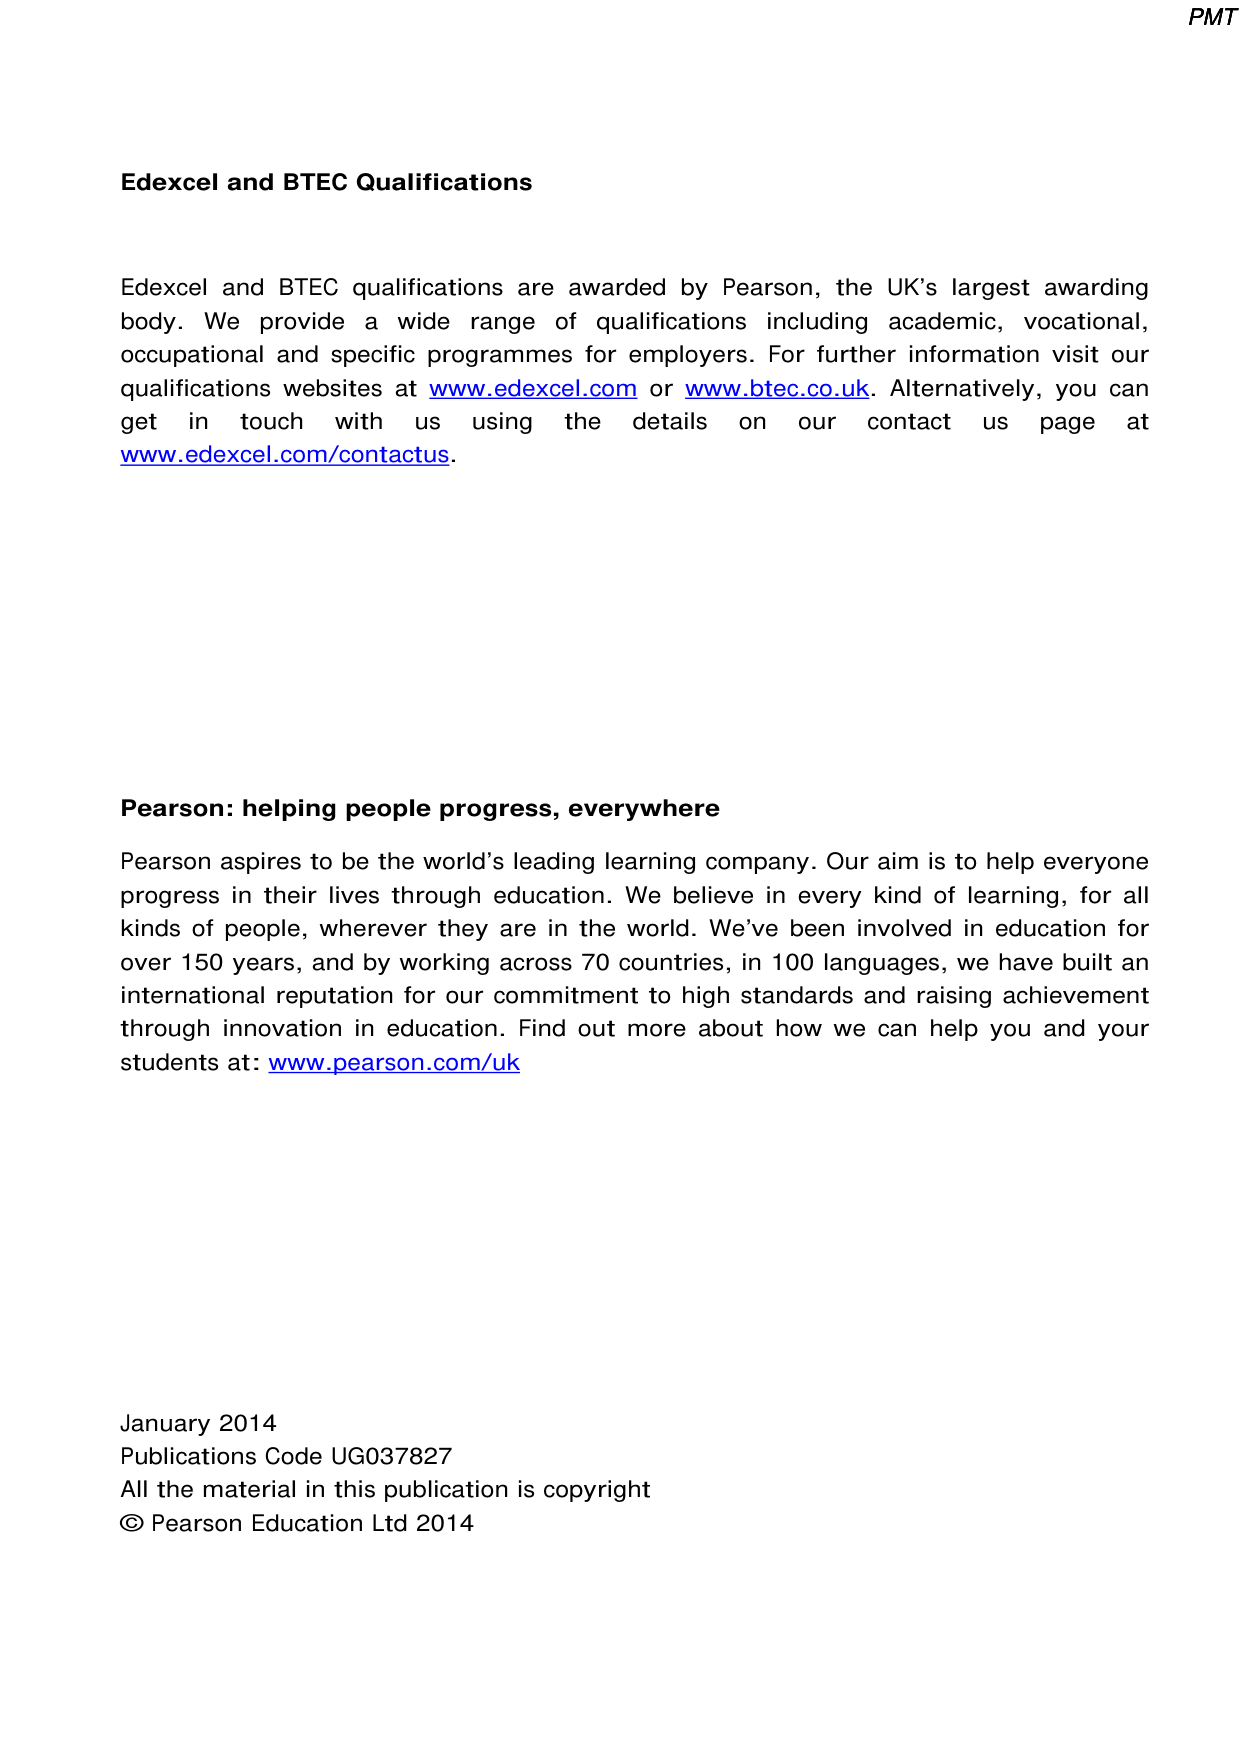 PMT
Edexcel and BTEC Qualifications
Edexcel and BTEC qualifications are awarded by Pearson, the UK’s largest awarding
body. We provide a wide range of qualifications including academic, vocational,
occupational and specific programmes for employers. For further information visit our
qualifications websites at www.edexcel.com or www.btec.co.uk. Alternatively, you can
get in touch with us using the details on our contact us page at
www.edexcel.com/contactus.
Pearson: helping people progress, everywhere
Pearson aspires to be the world’s leading learning company. Our aim is to help everyone
progress in their lives through education. We believe in every kind of learning, for all
kinds of people, wherever they are in the world. We’ve been involved in education for
over 150 years, and by working across 70 countries, in 100 languages, we have built an
international reputation for our commitment to high standards and raising achievement
through innovation in education. Find out more about how we can help you and your
students at: www.pearson.com/uk
January 2014
Publications Code UG037827
All the material in this publication is copyright
© Pearson Education Ltd 2014